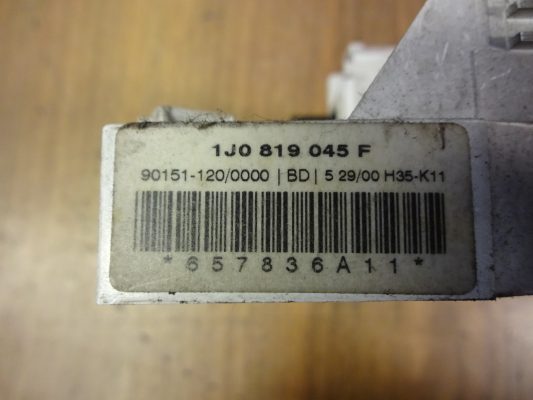 1J0 819 045 F
90151-120/0000 | BD | 5 29/00 H35-K11
*657836A11*